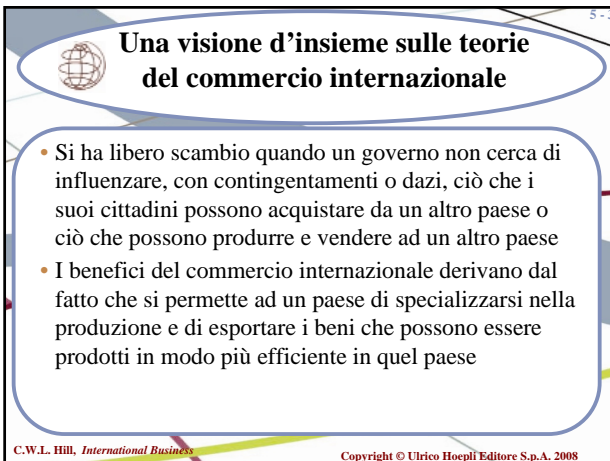 5 -
Una visione d’insieme sulle teorie
del commercio internazionale
• Si ha libero scambio quando un governo non cerca di
influenzare, con contingentamenti o dazi, ciò che i
suoi cittadini possono acquistare da un altro paese o
ciò che possono produrre e vendere ad un altro paese
• I benefici del commercio internazionale derivano dal
fatto che si permette ad un paese di specializzarsi nella
produzione e di esportare i beni che possono essere
prodotti in modo più efficiente in quel paese
C.W.L. Hill, International Business
Copyright © Ulrico Hoepli Editore S.p.A. 2008